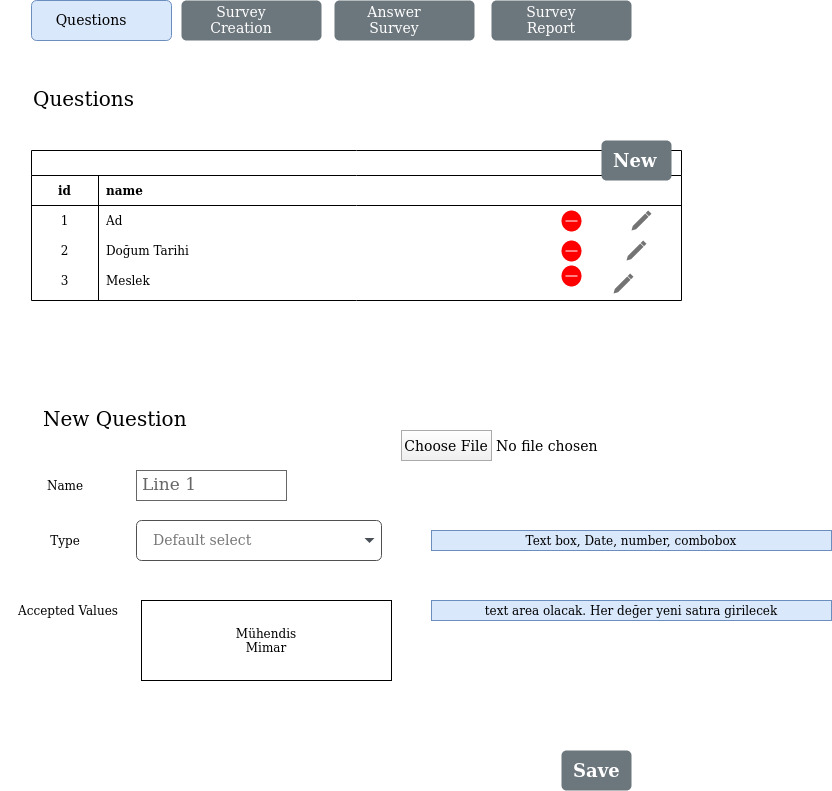 Questions
Survey
Creation
Answer
Survey
Survey
Report
Questions
New
id name
1 Ad
2 Doğum Tarihi
3 Meslek
New Question
Choose File No file chosen
Name Line 1
Type Default select Text box, Date, number, combobox
Accepted Values text area olacak. Her değer yeni satıra girilecek
Mühendis
Mimar
Save